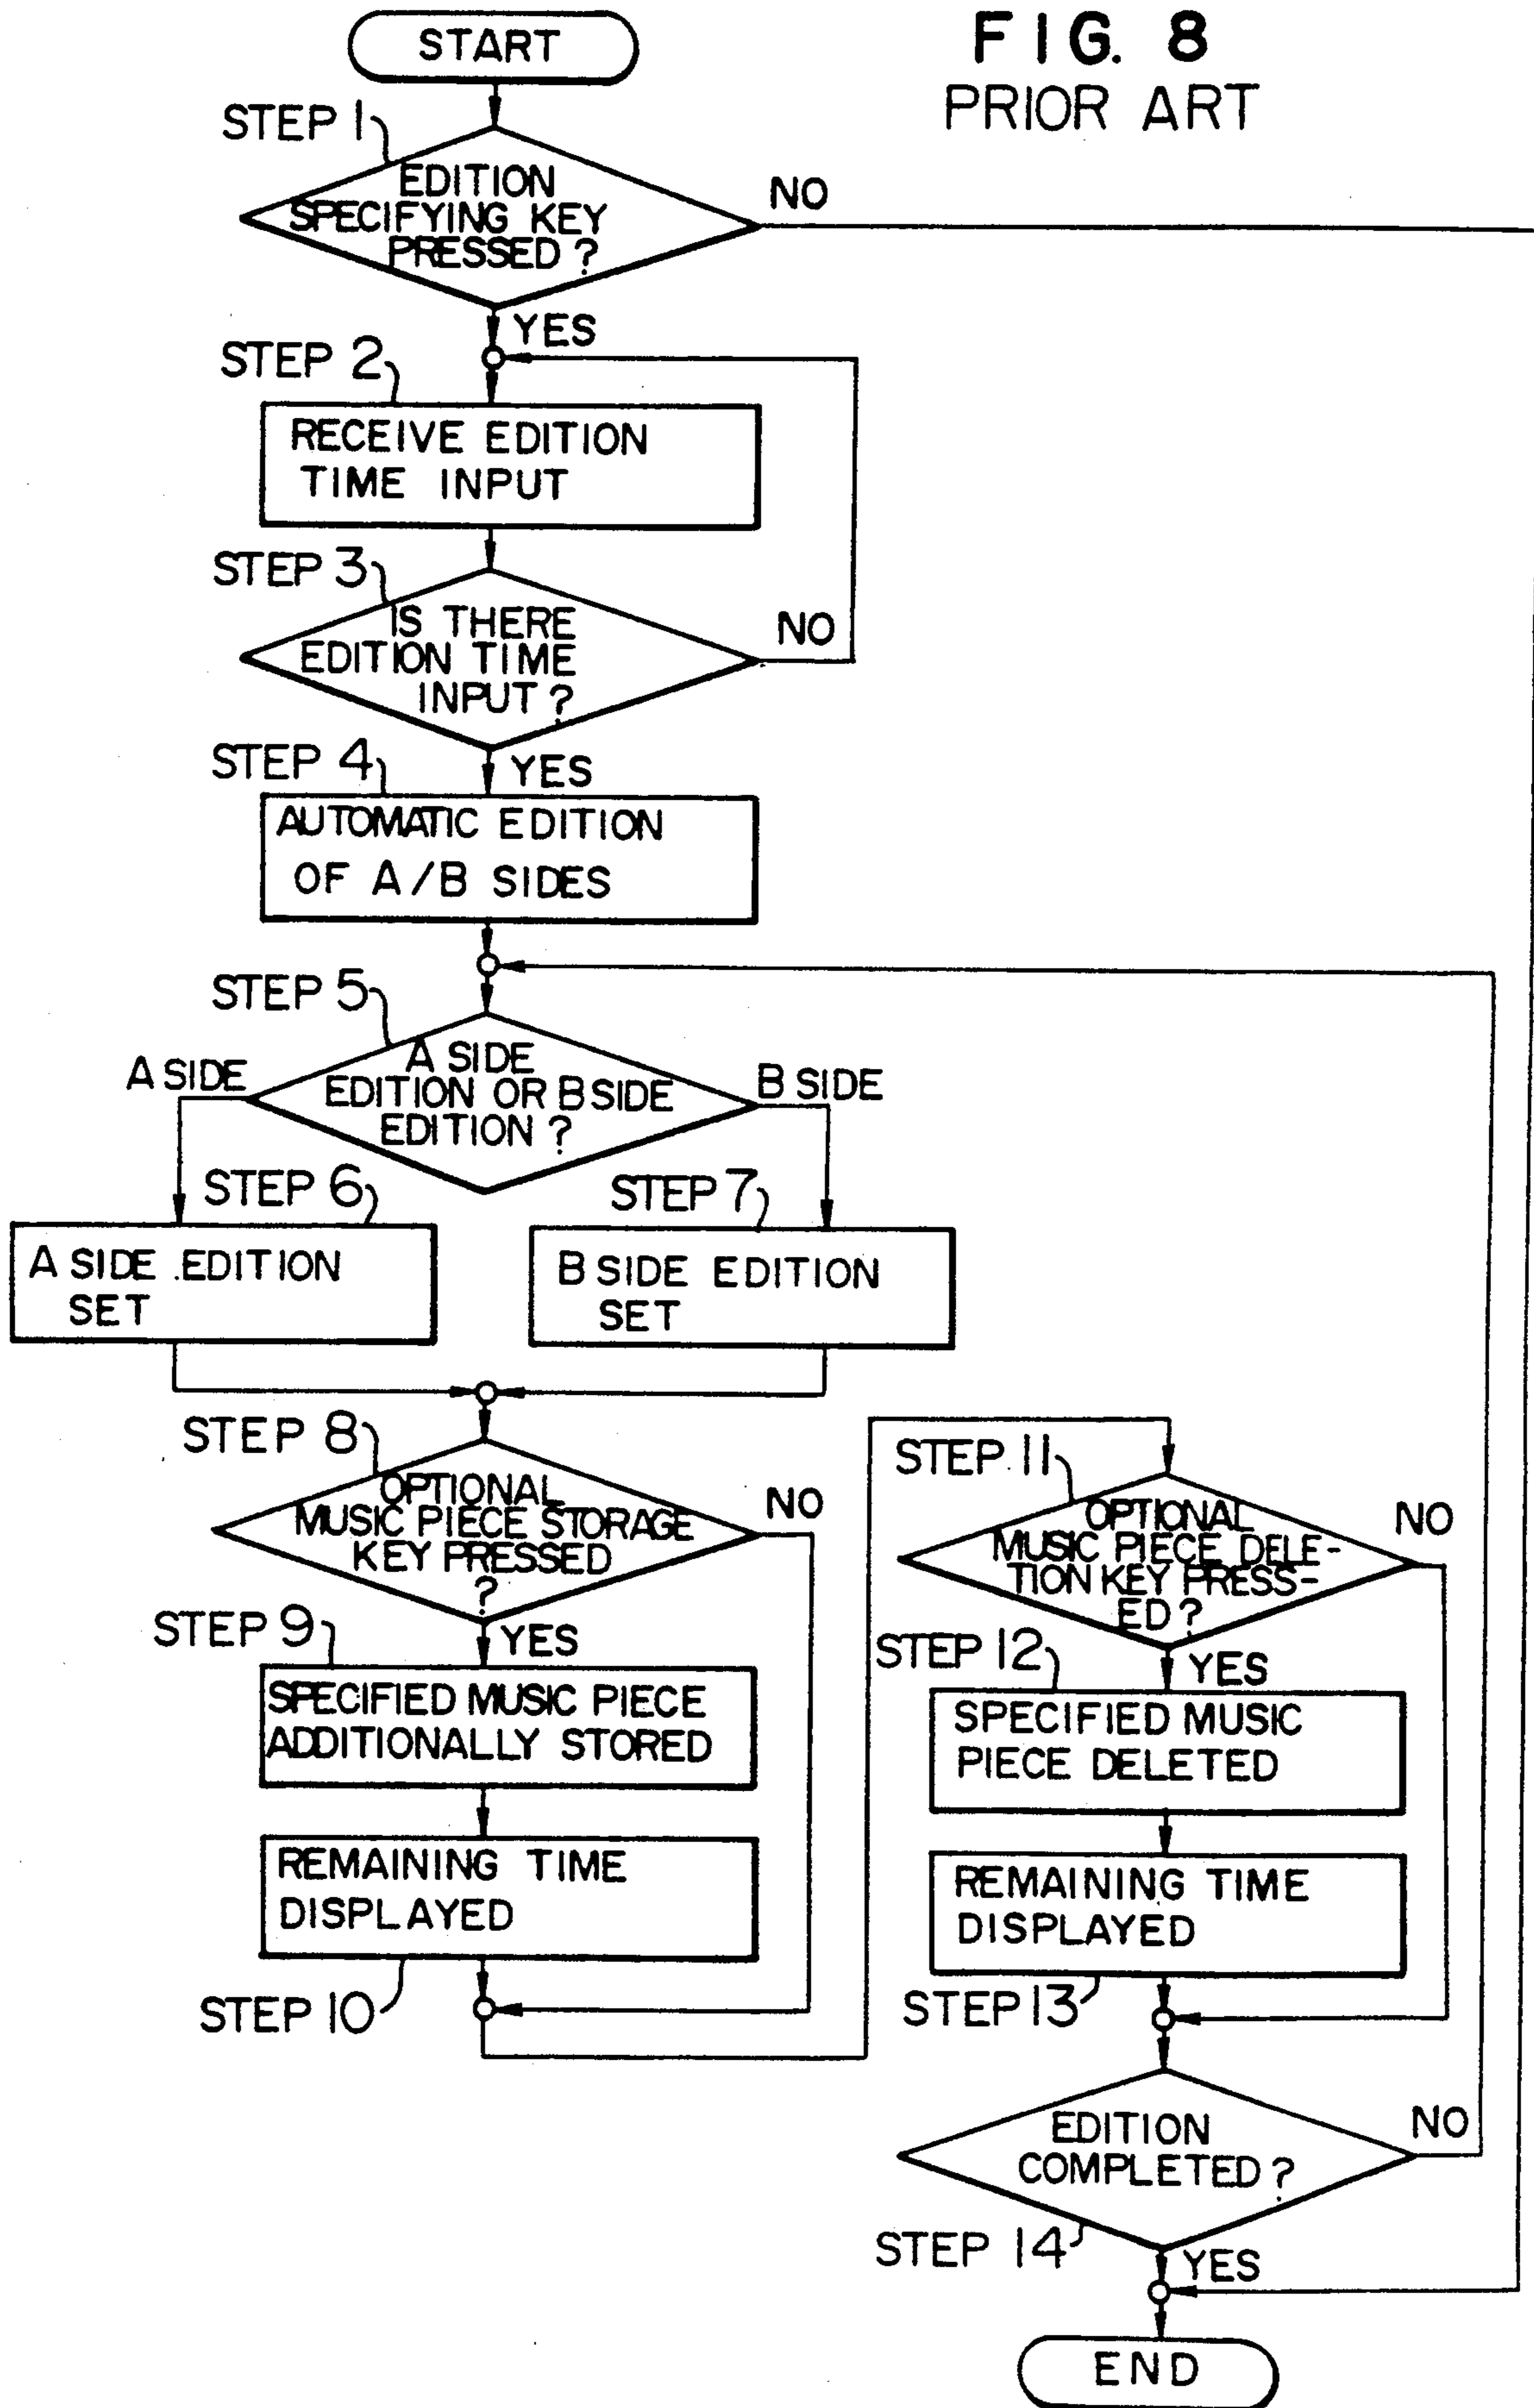 FIG. 8
PRIOR ART
START
STEP 1
EDITION
SPECIFYING KEY
PRESSED ?
NO
YES
STEP 2
RECEIVE EDITION
TIME INPUT
STEP 3
IS THERE
EDITION TIME
INPUT ?
NO
YES
STEP 4
AUTOMATIC EDITION
OF A/B SIDES
STEP 5
A SIDE
EDITION OR B SIDE
EDITION ?
A SIDE
B SIDE
STEP 6
A SIDE EDITION
SET
STEP 7
B SIDE EDITION
SET
STEP 8
OPTIONAL
MUSIC PIECE STORAGE
KEY PRESSED
?
NO
YES
STEP 9
SPECIFIED MUSIC PIECE
ADDITIONALLY STORED
REMAINING TIME
DISPLAYED
STEP 10
STEP 11
OPTIONAL
MUSIC PIECE DELE-
TION KEY PRESS-
ED ?
NO
YES
STEP 12
SPECIFIED MUSIC
PIECE DELETED
REMAINING TIME
DISPLAYED
STEP 13
EDITION
COMPLETED ?
NO
STEP 14
YES
END